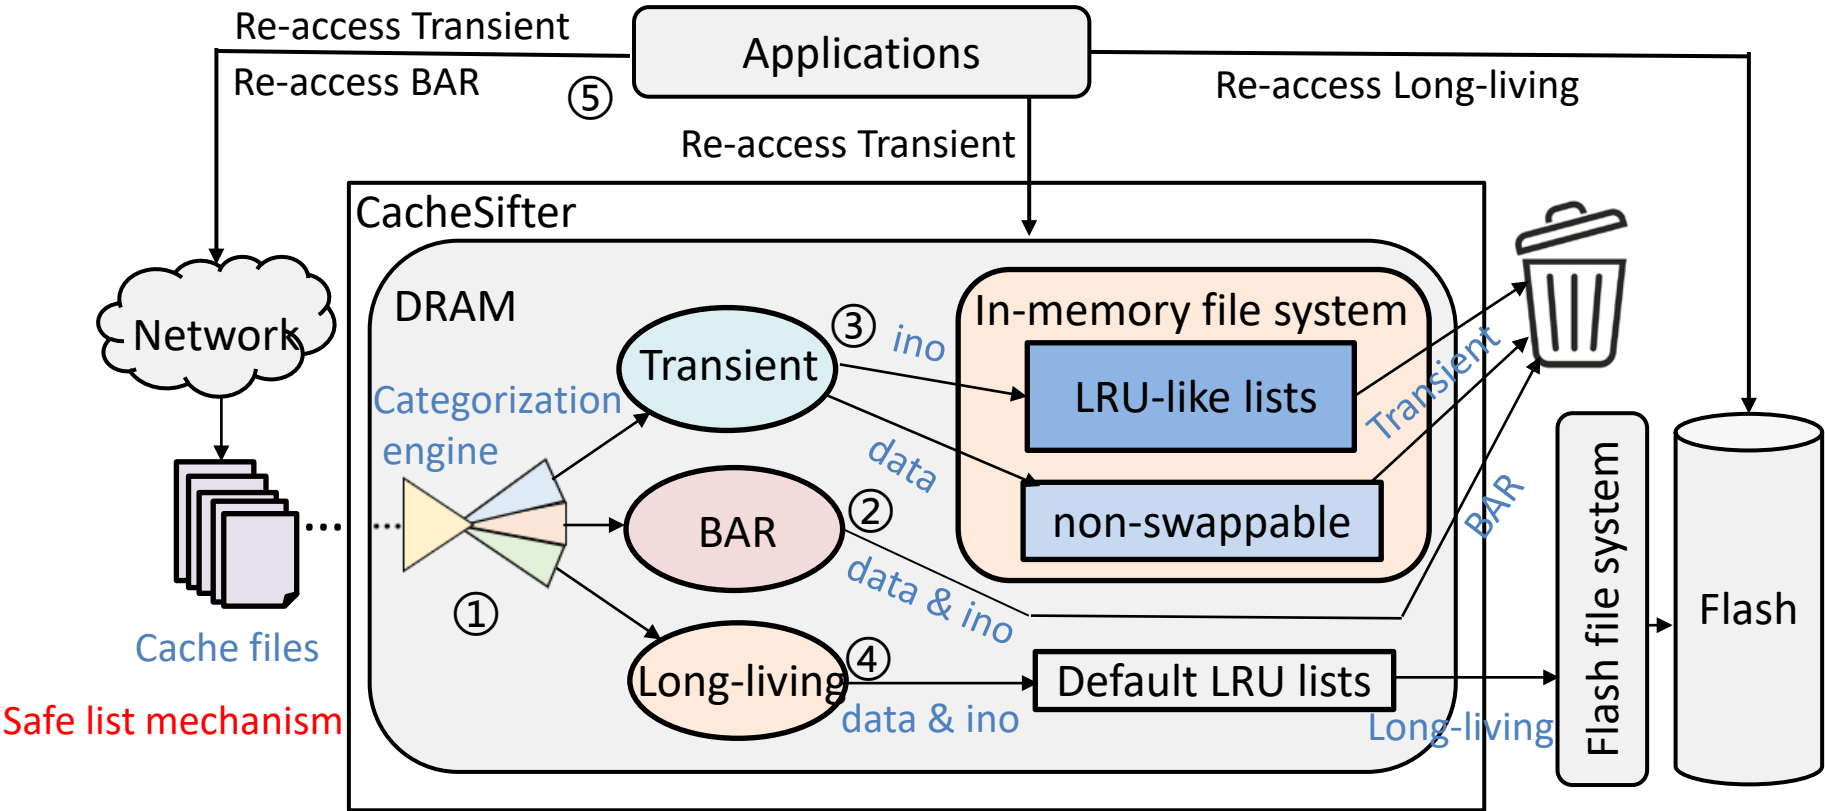 Re-access Transient
Applications
Re-access BAR
⑤
Re-access Long-living
Re-access Transient
CacheSifter
DRAM
Network
Transient
③
ino
In-memory file system
LRU-like lists
Transient
Categorization
engine
data
BAR
②
non-swappable
BAR
data & ino
①
Cache files
Long-living
④
data & ino
Default LRU lists
Long-living
Flash file system
Flash
Safe list mechanism